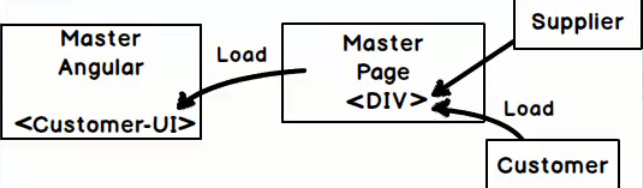 Master
Angular
<Customer-UI>
Load
Master
Page
<DIV>
Supplier
Load
Customer